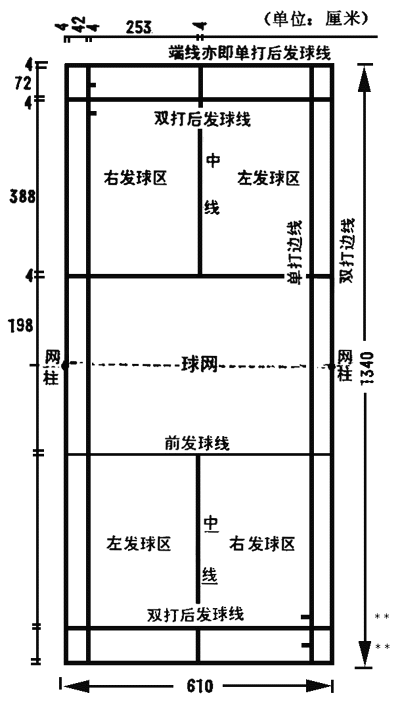 （单位：厘米）
4 42 4 253 4
端线亦即单打后发球线
4
72
4
双打后发球线
右发球区
中线
左发球区
388
单打边线
双打边线
4
198
网柱
球网
网柱
1340
前发球线
左发球区
中线
右发球区
双打后发球线
**
**
610